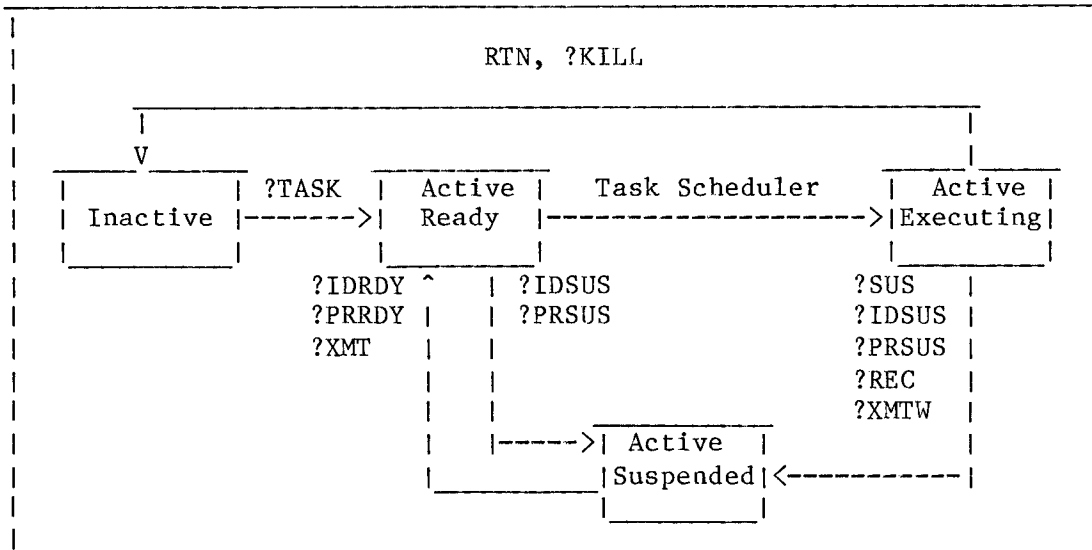 RTN, ?KILL
Inactive ?TASK Active Ready Task Scheduler Active Executing
?IDRDY ?IDSUS ?SUS
?PRRDY ?PRSUS ?IDSUS
?XMT ?PRSUS
?REC
?XMTW
Active
Suspended